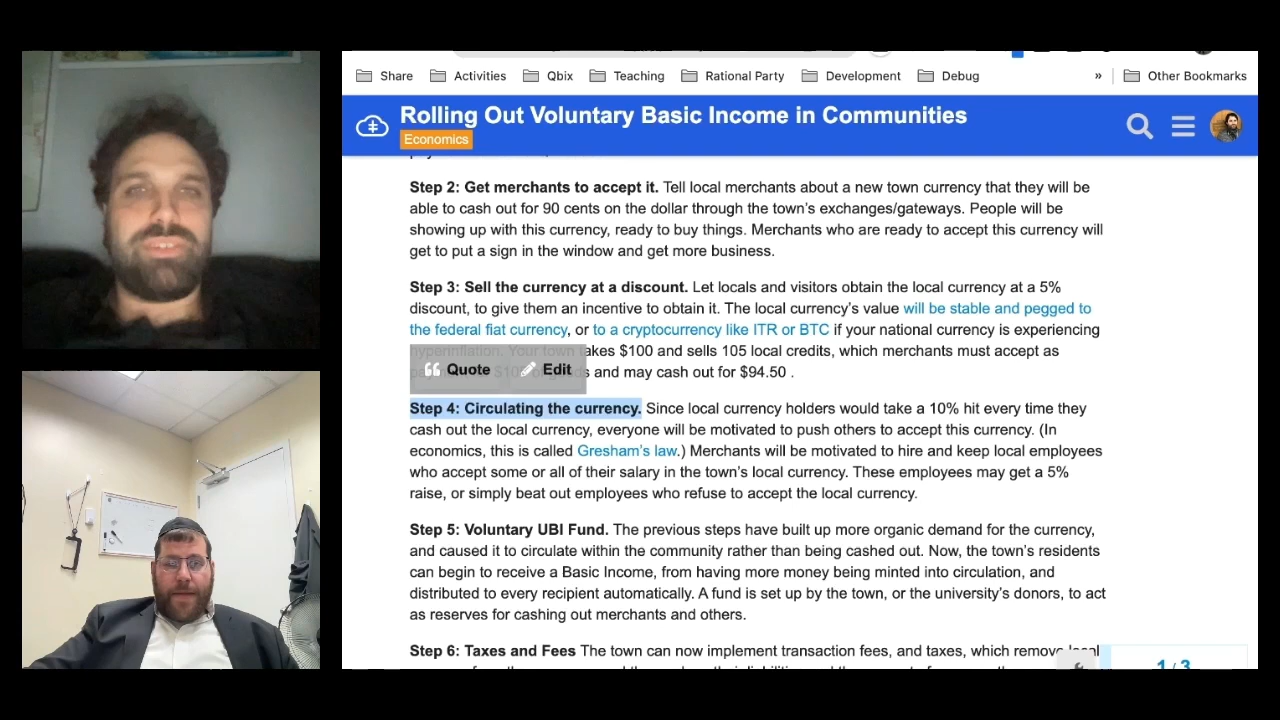 Share Activities Qbix Teaching Rational Party Development Debug » Other Bookmarks
Rolling Out Voluntary Basic Income in Communities
Economics
Step 2: Get merchants to accept it. Tell local merchants about a new town currency that they will be
able to cash out for 90 cents on the dollar through the town’s exchanges/gateways. People will be
showing up with this currency, ready to buy things. Merchants who are ready to accept this currency will
get to put a sign in the window and get more business.
Step 3: Sell the currency at a discount. Let locals and visitors obtain the local currency at a 5%
discount, to give them an incentive to obtain it. The local currency’s value will be stable and pegged to
the federal fiat currency, or to a cryptocurrency like ITR or BTC if your national currency is experiencing
hyperinflation. Your town takes $100 and sells 105 local credits, which merchants must accept as
and may cash out for $94.50 .
Quote Edit
Step 4: Circulating the currency. Since local currency holders would take a 10% hit every time they
cash out the local currency, everyone will be motivated to push others to accept this currency. (In
economics, this is called Gresham’s law.) Merchants will be motivated to hire and keep local employees
who accept some or all of their salary in the town’s local currency. These employees may get a 5%
raise, or simply beat out employees who refuse to accept the local currency.
Step 5: Voluntary UBI Fund. The previous steps have built up more organic demand for the currency,
and caused it to circulate within the community rather than being cashed out. Now, the town’s residents
can begin to receive a Basic Income, from having more money being minted into circulation, and
distributed to every recipient automatically. A fund is set up by the town, or the university’s donors, to act
as reserves for cashing out merchants and others.
Step 6: Taxes and Fees The town can now implement transaction fees, and taxes, which remove local
1 / 3